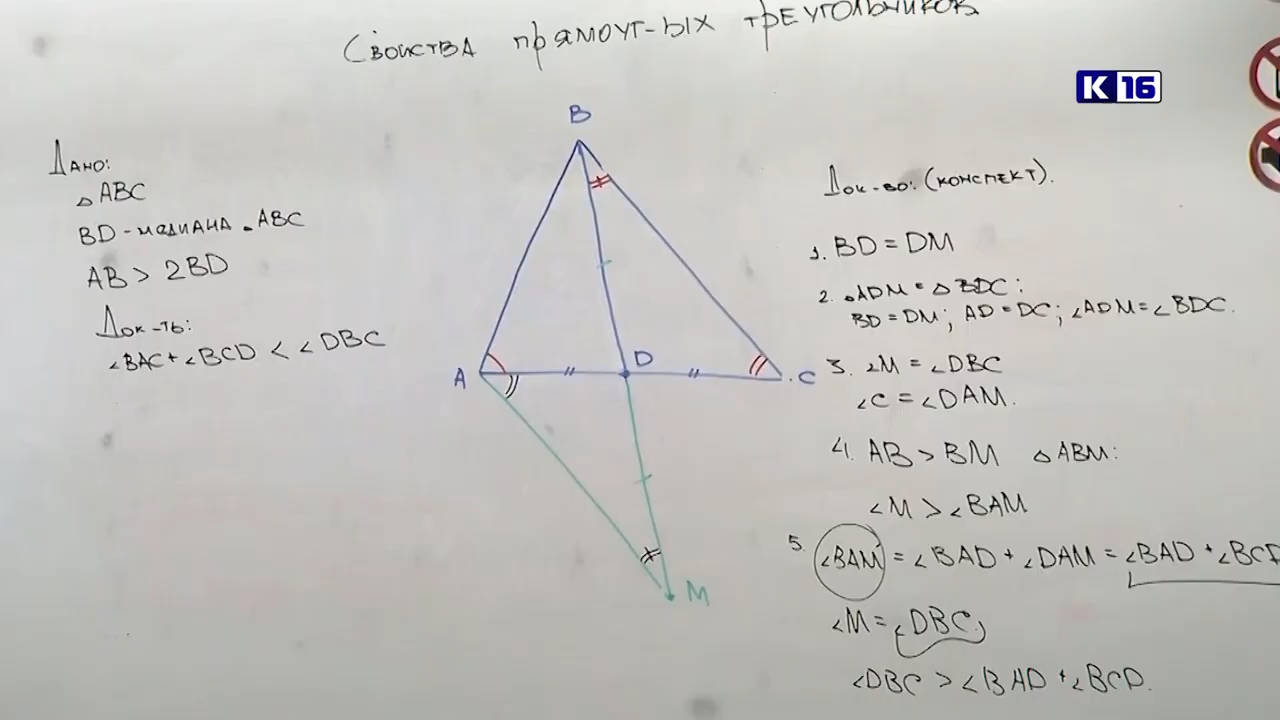 Свойства прямоуг-ых треугольников
K 16
Дано:
△ABC
BD - медиана △ABC
AB > 2BD
Док-ть:
∠BAC + ∠BCD < ∠DBC
B
A
D
C
M
Док-во: (конспект).
1. BD = DM
2. △ADM = △BDC:
BD = DM; AD = DC; ∠ADM = ∠BDC.
3. ∠M = ∠DBC
∠C = ∠DAM.
4. AB > BM △ABM:
∠M > ∠BAM
5. ∠BAM = ∠BAD + ∠DAM = ∠BAD + ∠BCD
∠M = ∠DBC
∠DBC > ∠BAD + ∠BCD.